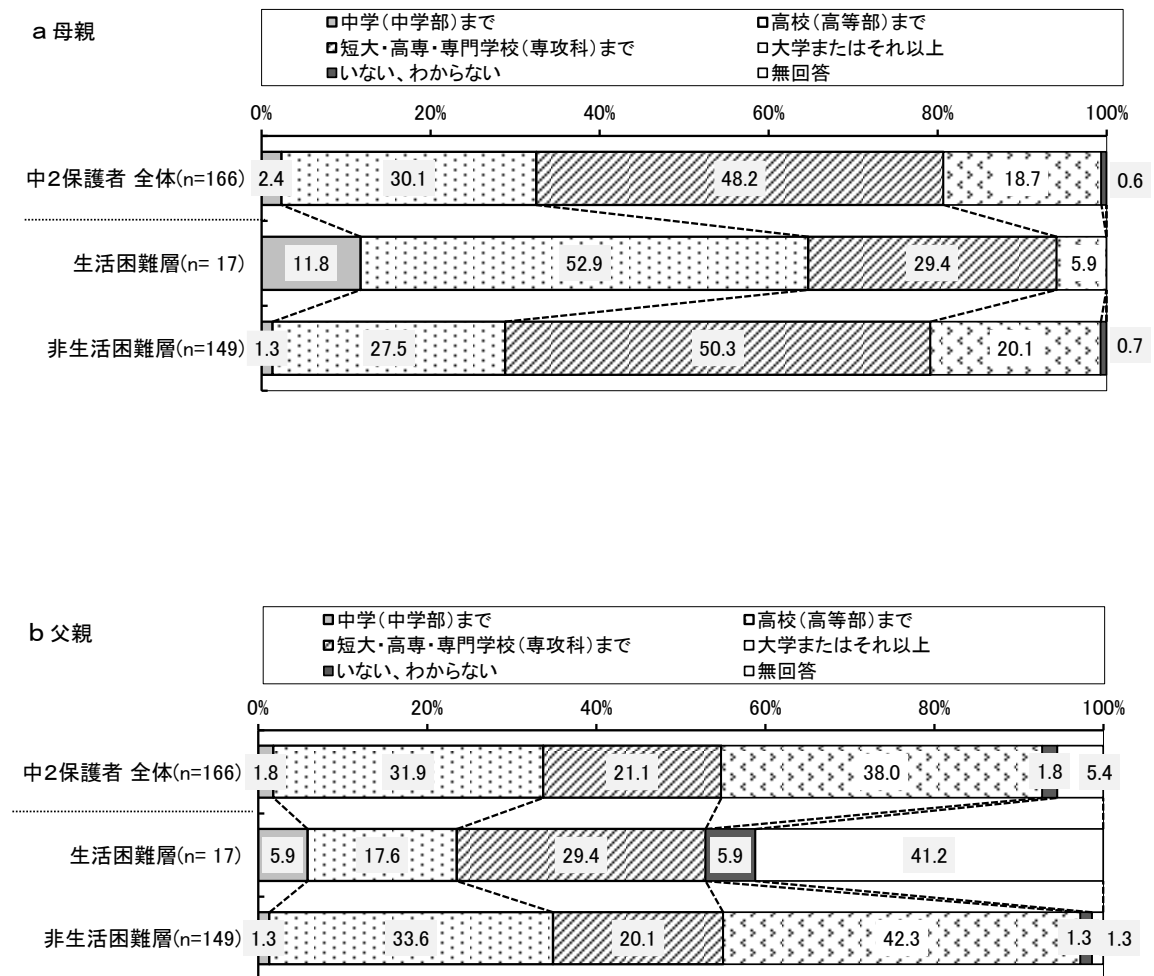 a 母親
中学(中学部)まで 高校(高等部)まで
短大・高専・専門学校(専攻科)まで 大学またはそれ以上
いない、わからない 無回答
0% 20% 40% 60% 80% 100%
中2保護者 全体(n=166) 2.4 30.1 48.2 18.7 0.6
生活困難層(n= 17) 11.8 52.9 29.4 5.9
非生活困難層(n=149) 1.3 27.5 50.3 20.1 0.7
b 父親
中学(中学部)まで 高校(高等部)まで
短大・高専・専門学校(専攻科)まで 大学またはそれ以上
いない、わからない 無回答
0% 20% 40% 60% 80% 100%
中2保護者 全体(n=166) 1.8 31.9 21.1 38.0 1.8 5.4
生活困難層(n= 17) 5.9 17.6 29.4 5.9 41.2
非生活困難層(n=149) 1.3 33.6 20.1 42.3 1.3 1.3